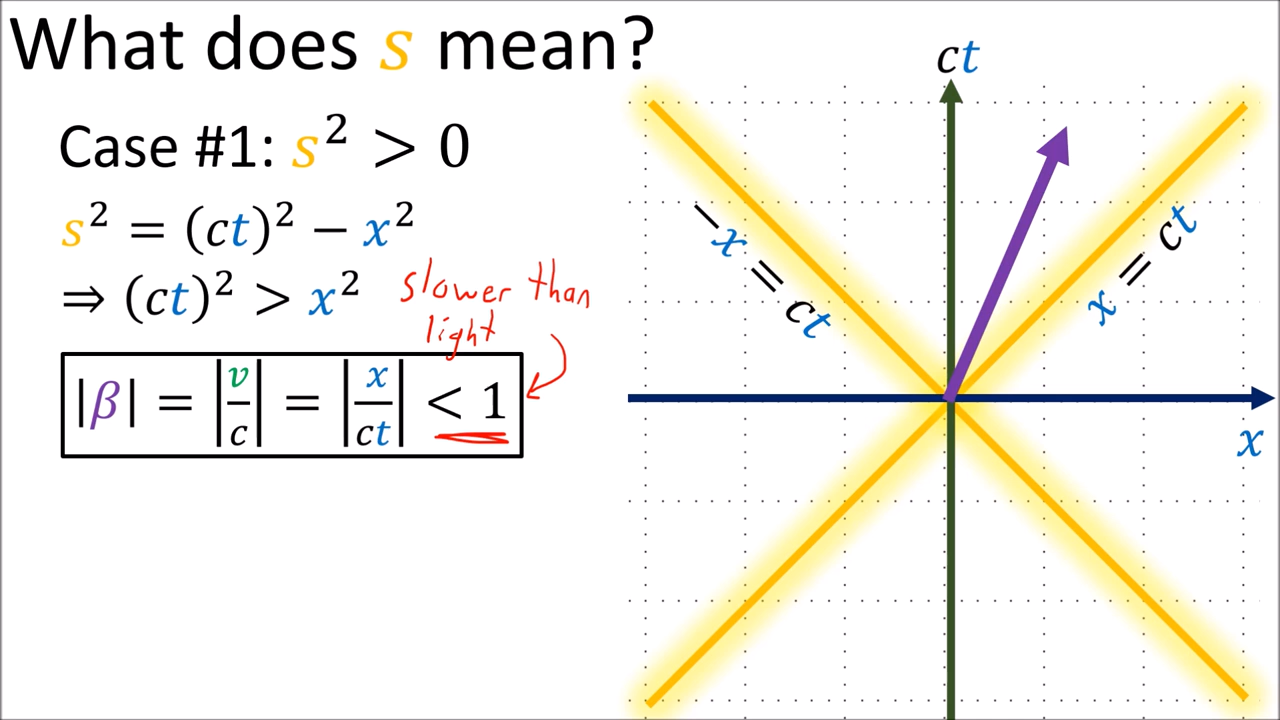 What does s mean?
Case #1: s² > 0
s² = (ct)² − x²
⇒ (ct)² > x²
slower than
light
|β| = |v/c| = |x/ct| < 1
ct
−x = ct
x = ct
x